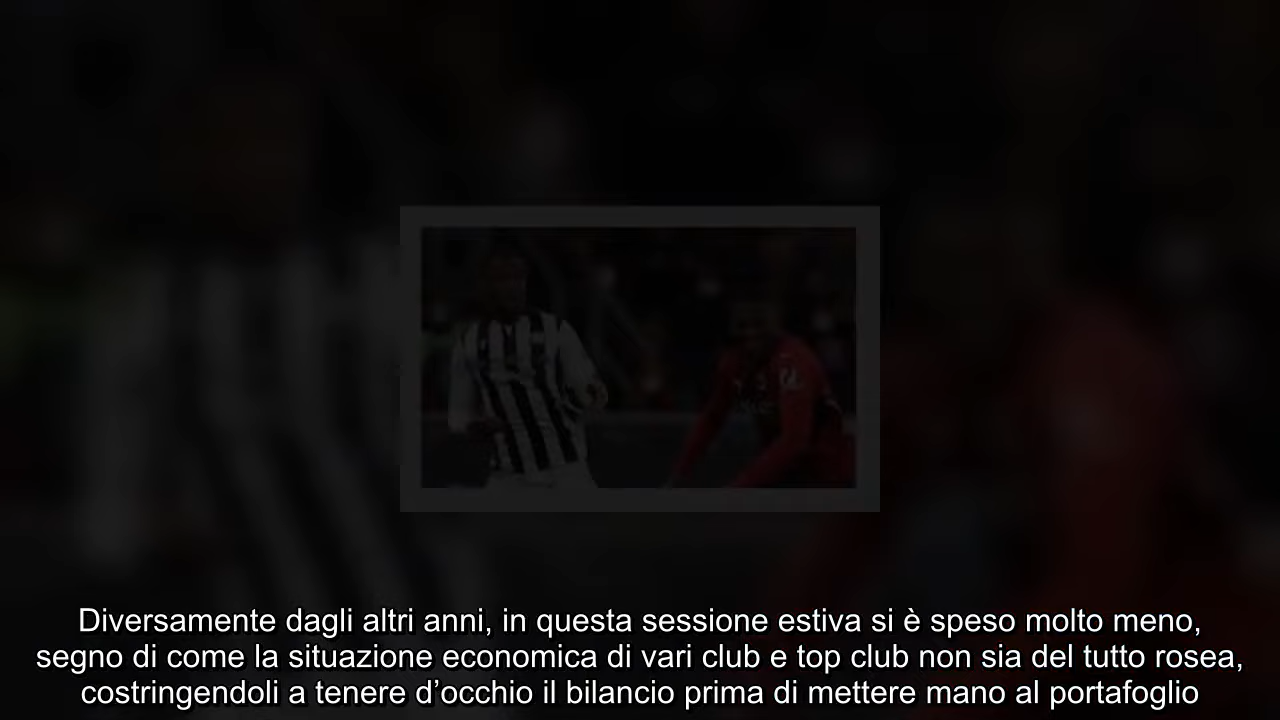 Diversamente dagli altri anni, in questa sessione estiva si è speso molto meno,
segno di come la situazione economica di vari club e top club non sia del tutto rosea,
costringendoli a tenere d’occhio il bilancio prima di mettere mano al portafoglio